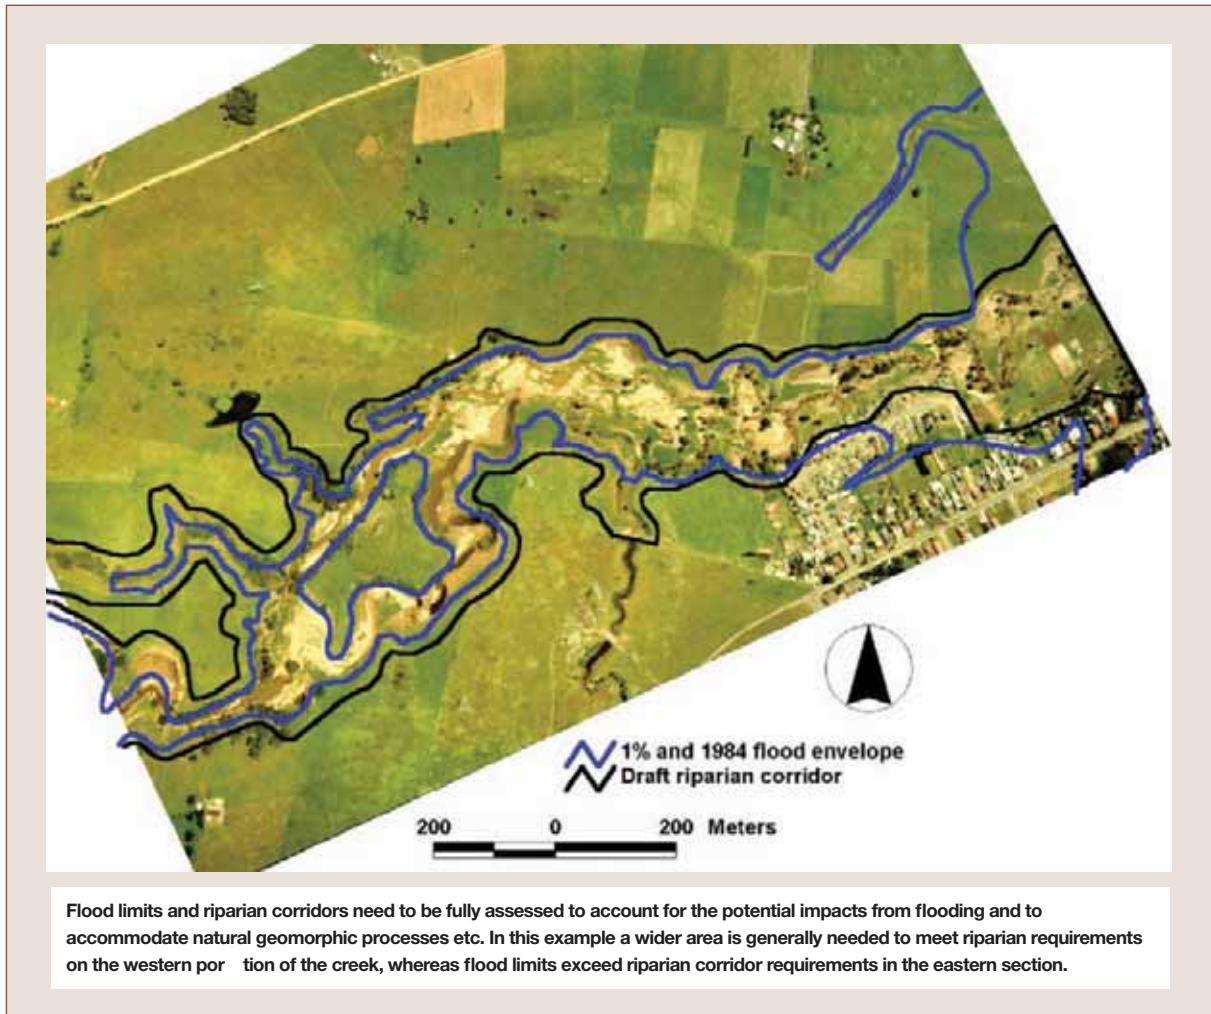 1% and 1984 flood envelope
Draft riparian corridor
200 0 200 Meters
Flood limits and riparian corridors need to be fully assessed to account for the potential impacts from flooding and to
accommodate natural geomorphic processes etc. In this example a wider area is generally needed to meet riparian requirements
on the western por tion of the creek, whereas flood limits exceed riparian corridor requirements in the eastern section.